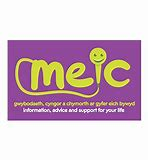 meic
gwybodaeth, cyngor a chymorth ar gyfer eich bywyd
information, advice and support for your life